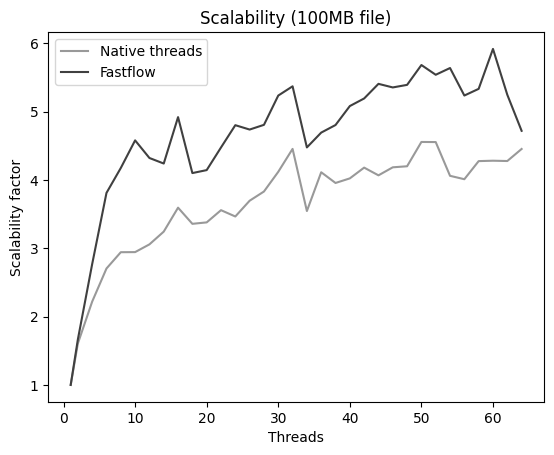 Scalability (100MB file)
Native threads
Fastflow
6
5
4
3
2
1
Scalability factor
0 10 20 30 40 50 60
Threads